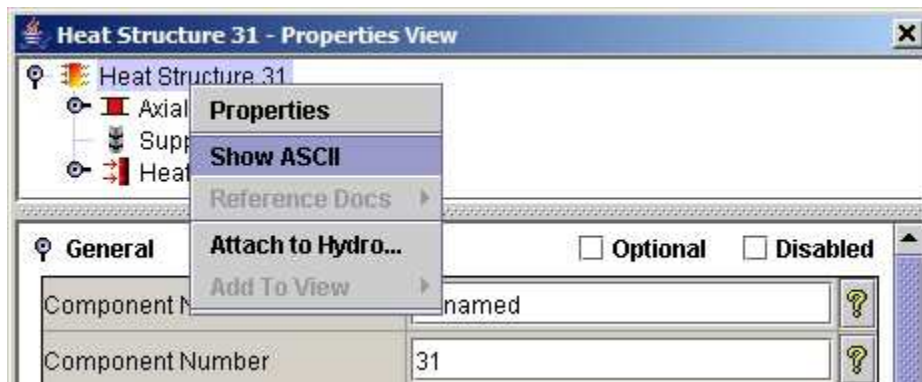 Heat Structure 31 - Properties View
Heat Structure 31
Axial
Supp
Heat
Properties
Show ASCII
Reference Docs
Attach to Hydro...
Add To View
General
Optional
Disabled
Component N
named
?
Component Number
31
?